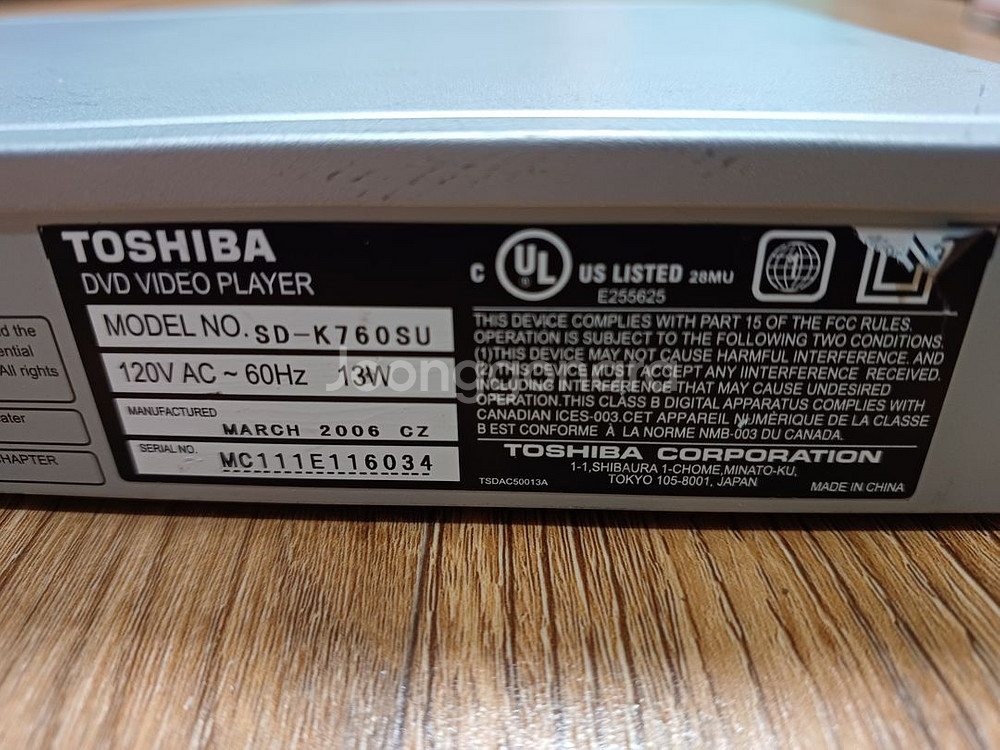 TOSHIBA
DVD VIDEO PLAYER
MODEL NO. SD-K760SU
120V AC ~ 60Hz 13W
MANUFACTURED
MARCH 2006 CZ
SERIAL NO.
MC111E116034
C UL ® US LISTED 28MU
E255625
1
THIS DEVICE COMPLIES WITH PART 15 OF THE FCC RULES.
OPERATION IS SUBJECT TO THE FOLLOWING TWO CONDITIONS.
(1)THIS DEVICE MAY NOT CAUSE HARMFUL INTERFERENCE. AND
(2)THIS DEVICE MUST ACCEPT ANY IINTERFERENCE RECEIVED.
INCLUDING INTERFERENCE THAT MAY CAUSE UNDESIRED
OPERATION.THIS CLASS B DIGITAL APPARATUS COMPLIES WITH
CANADIAN ICES-003.CET APPAREIL NUMÉRIQUE DE LA CLASSE
B EST CONFORME À LA NORME NMB-003 DU CANADA.
TOSHIBA CORPORATION
1-1,SHIBAURA 1-CHOME,MINATO-KU,
TOKYO 105-8001, JAPAN
TSDAC50013A
MADE IN CHINA
d the
ential
All rights
ater
CHAPTER